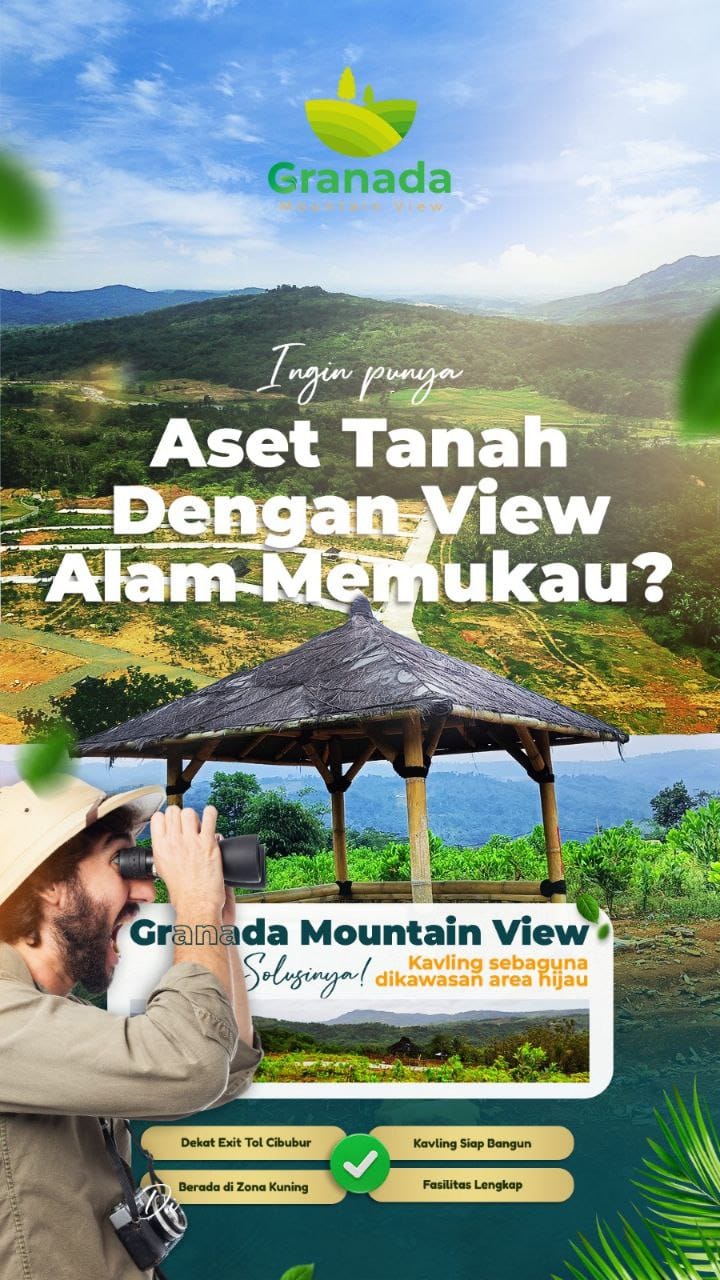 Granada
Mountain View
Ingin punya
Aset Tanah
Dengan View
Alam Memukau?
Granada Mountain View
Solusinya!
Kavling sebaguna
dikawasan area hijau
Dekat Exit Tol Cibubur
Kavling Siap Bangun
Berada di Zona Kuning
Fasilitas Lengkap